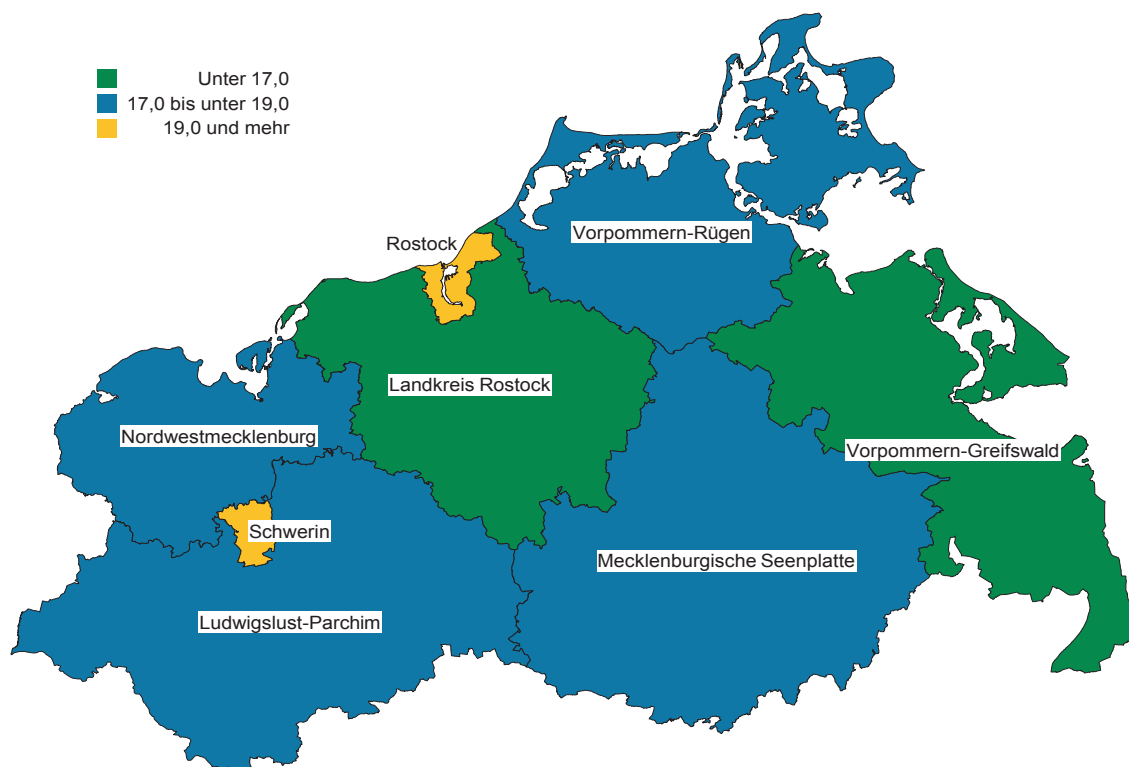 Unter 17,0
17,0 bis unter 19,0
19,0 und mehr
Rostock
Vorpommern-Rügen
Landkreis Rostock
Nordwestmecklenburg
Vorpommern-Greifswald
Schwerin
Mecklenburgische Seenplatte
Ludwigslust-Parchim